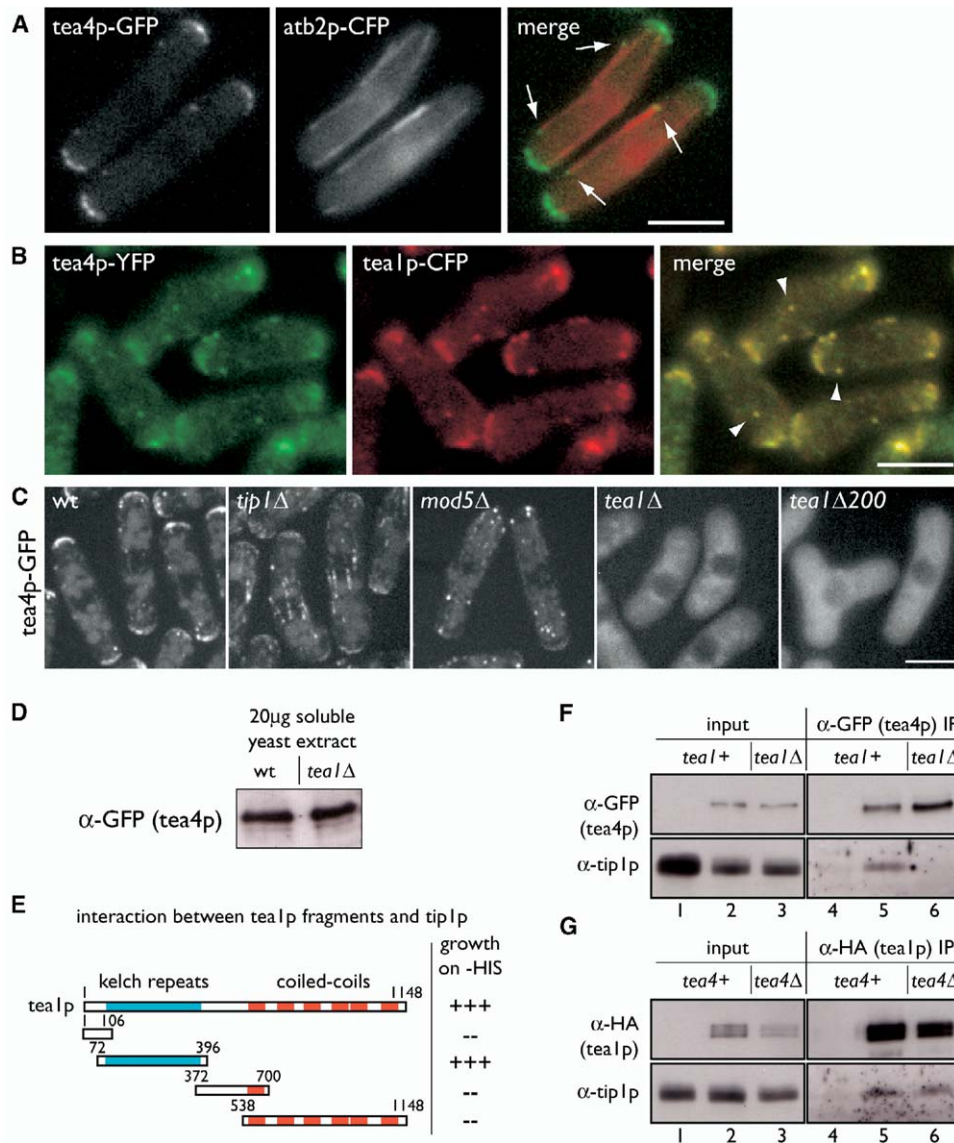 A
tea4p-GFP
atb2p-CFP
merge
B
tea4p-YFP
tea1p-CFP
merge
C
tea4p-GFP
wt
tip1Δ
mod5Δ
tea1Δ
tea1Δ200
D
20μg soluble
yeast extract
wt
tea1Δ
α-GFP (tea4p)
E
interaction between tea1p fragments and tip1p
growth
on -HIS
kelch repeats
coiled-coils
1
1148
tea1p
+++
1
106
--
72
396
+++
372
700
--
538
1148
--
F
input
α-GFP (tea4p) IP
tea1+
tea1Δ
tea1+
tea1Δ
α-GFP
(tea4p)
α-tip1p
1 2 3 4 5 6
G
input
α-HA (tea1p) IP
tea4+
tea4Δ
tea4+
tea4Δ
α-HA
(tea1p)
α-tip1p
1 2 3 4 5 6